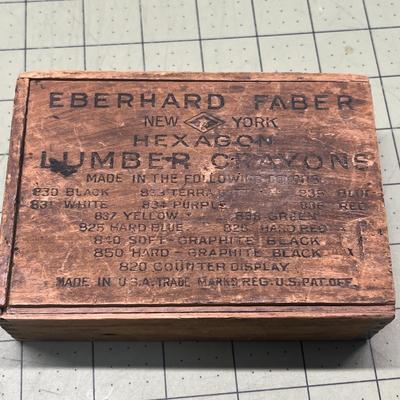 EBERHARD FABER
NEW YORK
HEXAGON
LUMBER CRAYONS
MADE IN THE FOLLOWING
830 BLACK 833 TERRA 835 BLUE
831 WHITE 834 PURPLE 836 RED
837 YELLOW 838 GREEN
825 HARD BLUE 826 HARD RED
840 SOFT - GRAPHITE BLACK
850 HARD - GRAPHITE BLACK
820 COUNTER DISPLAY
MADE IN U.S.A. TRADE MARKS REG. U.S. PAT. OFF.